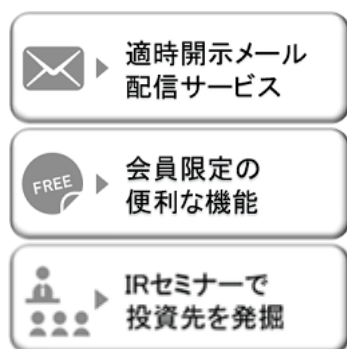 適時開示メール
配信サービス
FREE
会員限定の
便利な機能
IRセミナーで
投資先を発掘